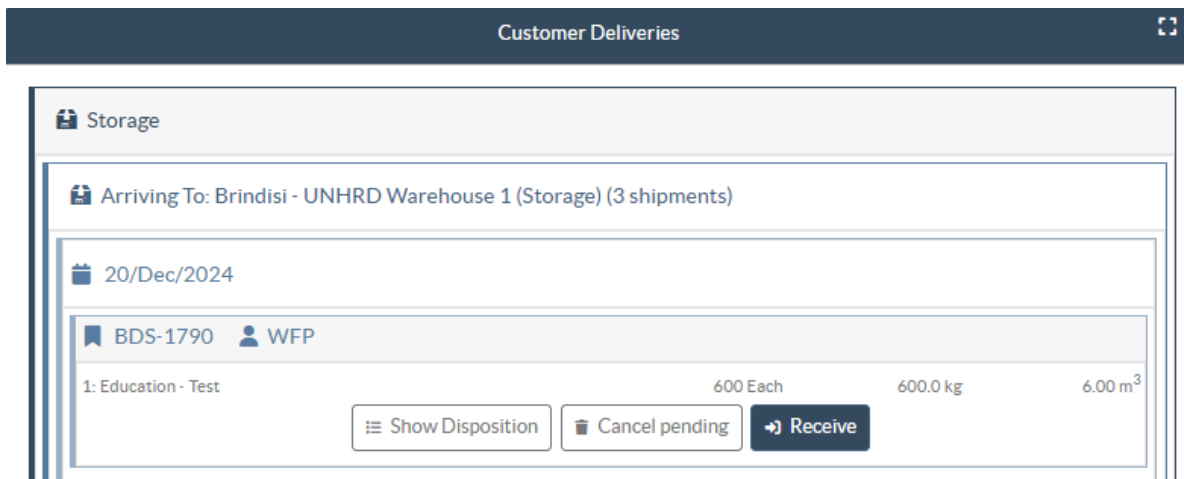 Customer Deliveries
Storage
Arriving To: Brindisi - UNHRD Warehouse 1 (Storage) (3 shipments)
20/Dec/2024
BDS-1790 WFP
1: Education - Test 600 Each 600.0 kg 6.00 m³
Show Disposition Cancel pending Receive